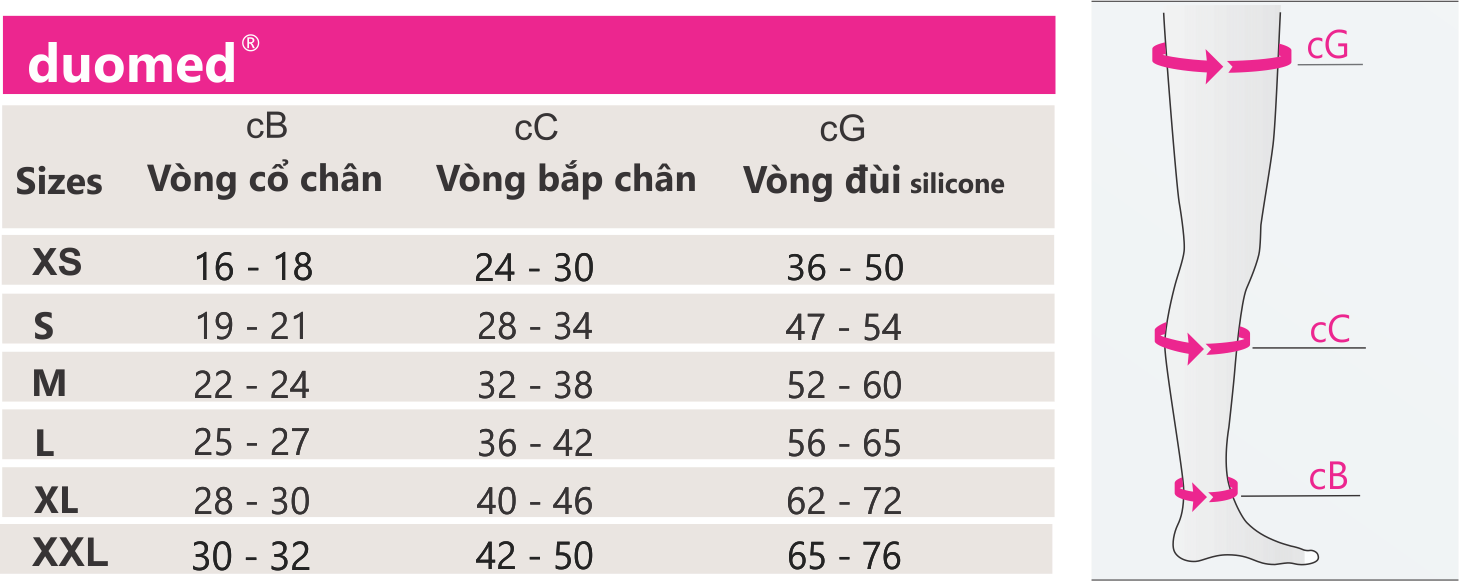 duomed®
cB cC cG
Sizes Vòng cổ chân Vòng bắp chân Vòng đùi silicone
XS 16 - 18 24 - 30 36 - 50
S 19 - 21 28 - 34 47 - 54
M 22 - 24 32 - 38 52 - 60
L 25 - 27 36 - 42 56 - 65
XL 28 - 30 40 - 46 62 - 72
XXL 30 - 32 42 - 50 65 - 76
cG
cC
cB